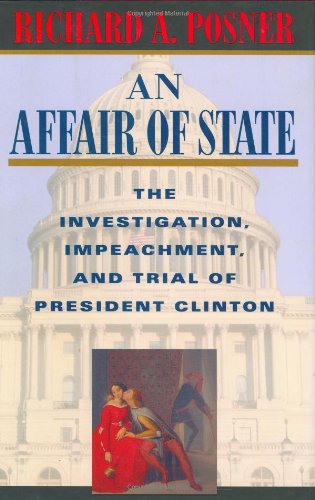 RICHARD A. POSNER
AN
AFFAIR OF STATE
THE
INVESTIGATION,
IMPEACHMENT,
AND TRIAL OF
PRESIDENT CLINTON